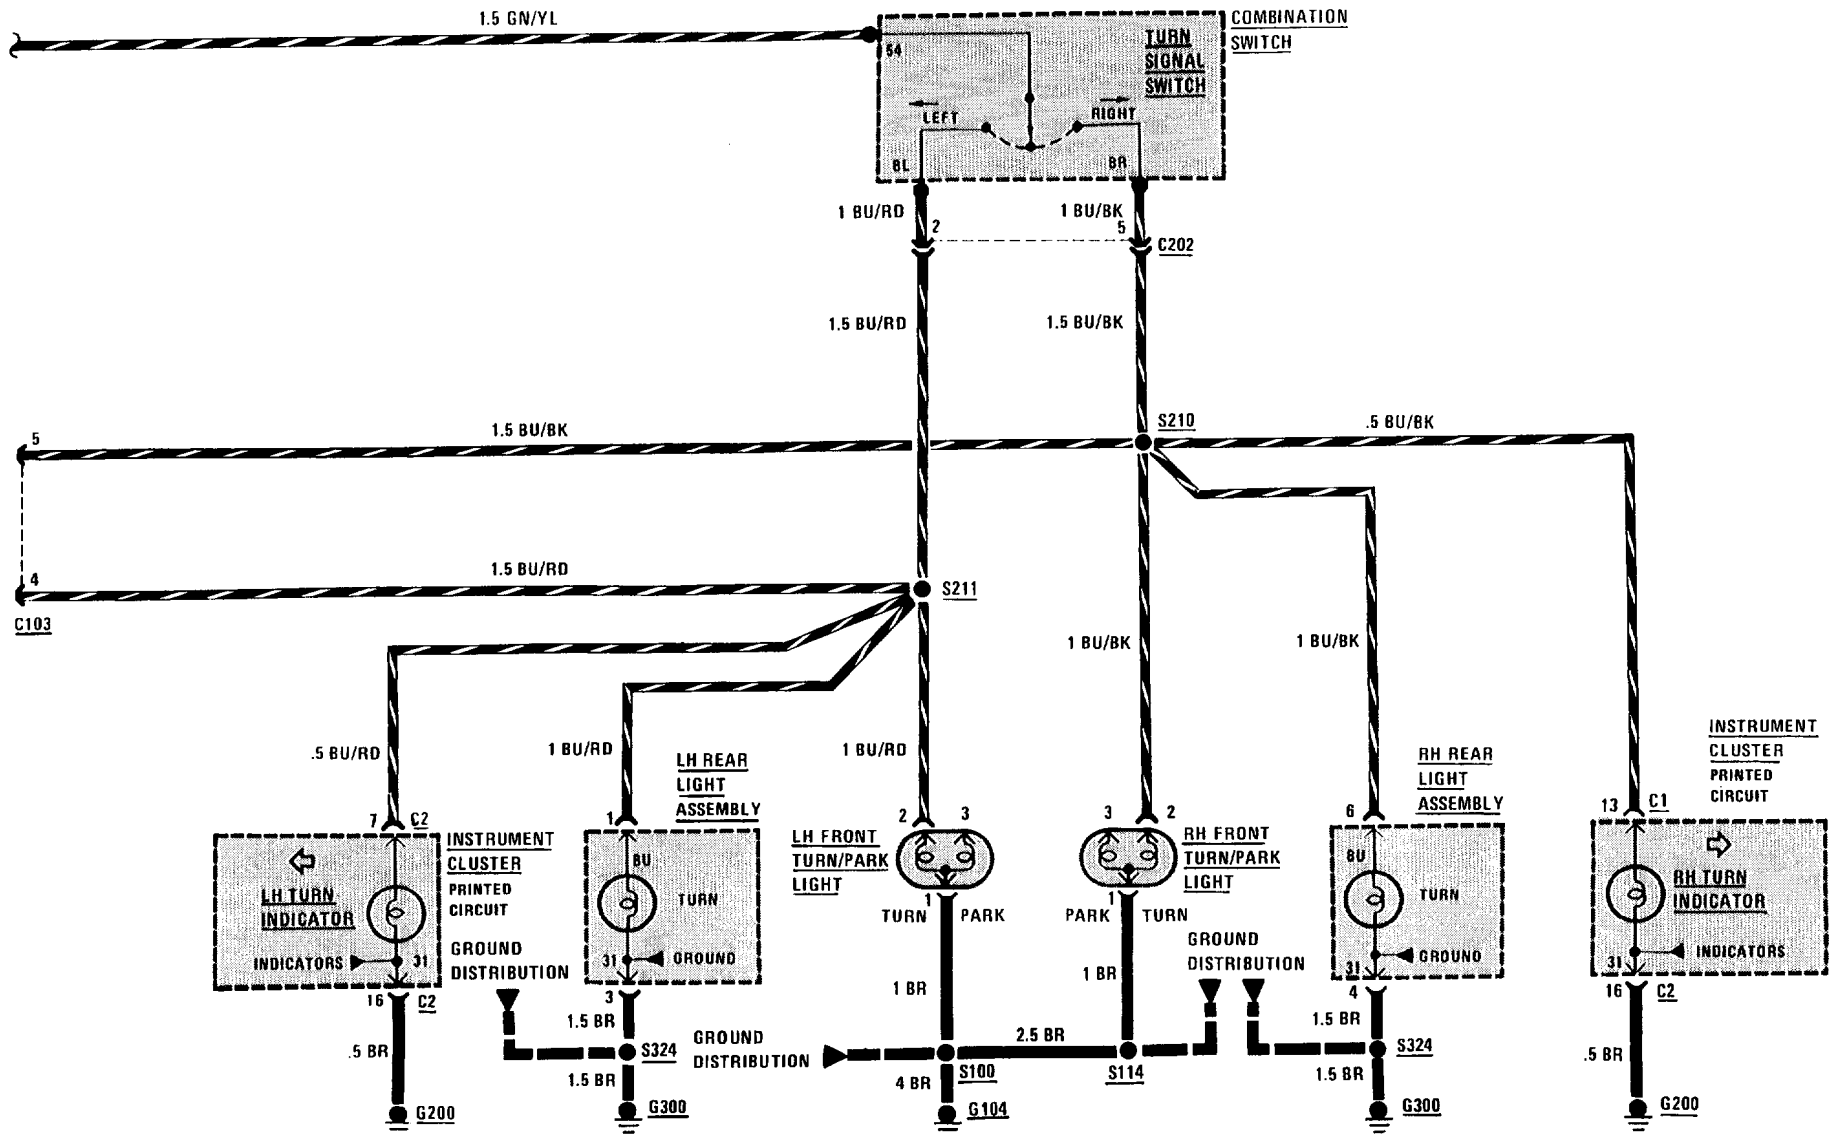 1.5 GN/YL
COMBINATION
SWITCH
54
TURN
SIGNAL
SWITCH
LEFT
RIGHT
BL
BR
1 BU/RD
1 BU/BK
2
5
C202
1.5 BU/RD
1.5 BU/BK
5
1.5 BU/BK
S210
.5 BU/BK
4
1.5 BU/RD
S211
C103
1 BU/BK
1 BU/BK
.5 BU/RD
1 BU/RD
1 BU/RD
LH REAR
LIGHT
ASSEMBLY
RH REAR
LIGHT
ASSEMBLY
INSTRUMENT
CLUSTER
PRINTED
CIRCUIT
7
C2
1
2
3
3
2
6
13
C1
INSTRUMENT
CLUSTER
PRINTED
CIRCUIT
LH FRONT
TURN/PARK
LIGHT
RH FRONT
TURN/PARK
LIGHT
LH TURN
INDICATOR
BU
TURN
BU
TURN
RH TURN
INDICATOR
1
TURN
PARK
1
PARK
TURN
INDICATORS
31
31
GROUND
31
GROUND
31
INDICATORS
GROUND
DISTRIBUTION
GROUND
DISTRIBUTION
16
C2
3
1 BR
1 BR
4
16
C2
1.5 BR
1.5 BR
.5 BR
S324
GROUND
DISTRIBUTION
2.5 BR
S324
.5 BR
1.5 BR
4 BR
S100
S114
1.5 BR
G200
G300
G104
G300
G200